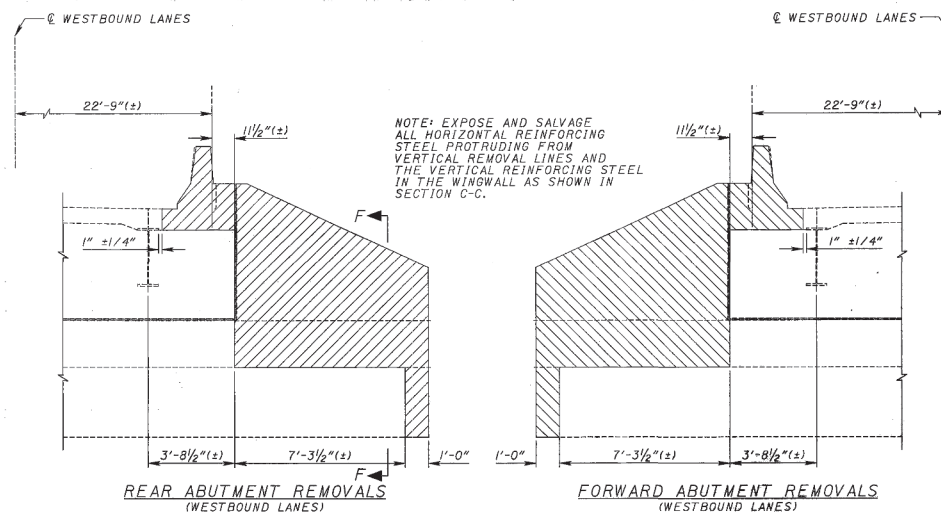 ℄ WESTBOUND LANES
℄ WESTBOUND LANES
22'-9"(±)
22'-9"(±)
11½"(±)
11½"(±)
NOTE: EXPOSE AND SALVAGE
ALL HORIZONTAL REINFORCING
STEEL PROTRUDING FROM
VERTICAL REMOVAL LINES AND
THE VERTICAL REINFORCING STEEL
IN THE WINGWALL AS SHOWN IN
SECTION C-C.
F
1" ±1/4"
1" ±1/4"
3'-8½"(±)
7'-3½"(±)
1'-0"
1'-0"
7'-3½"(±)
3'-8½"(±)
F
REAR ABUTMENT REMOVALS
(WESTBOUND LANES)
FORWARD ABUTMENT REMOVALS
(WESTBOUND LANES)